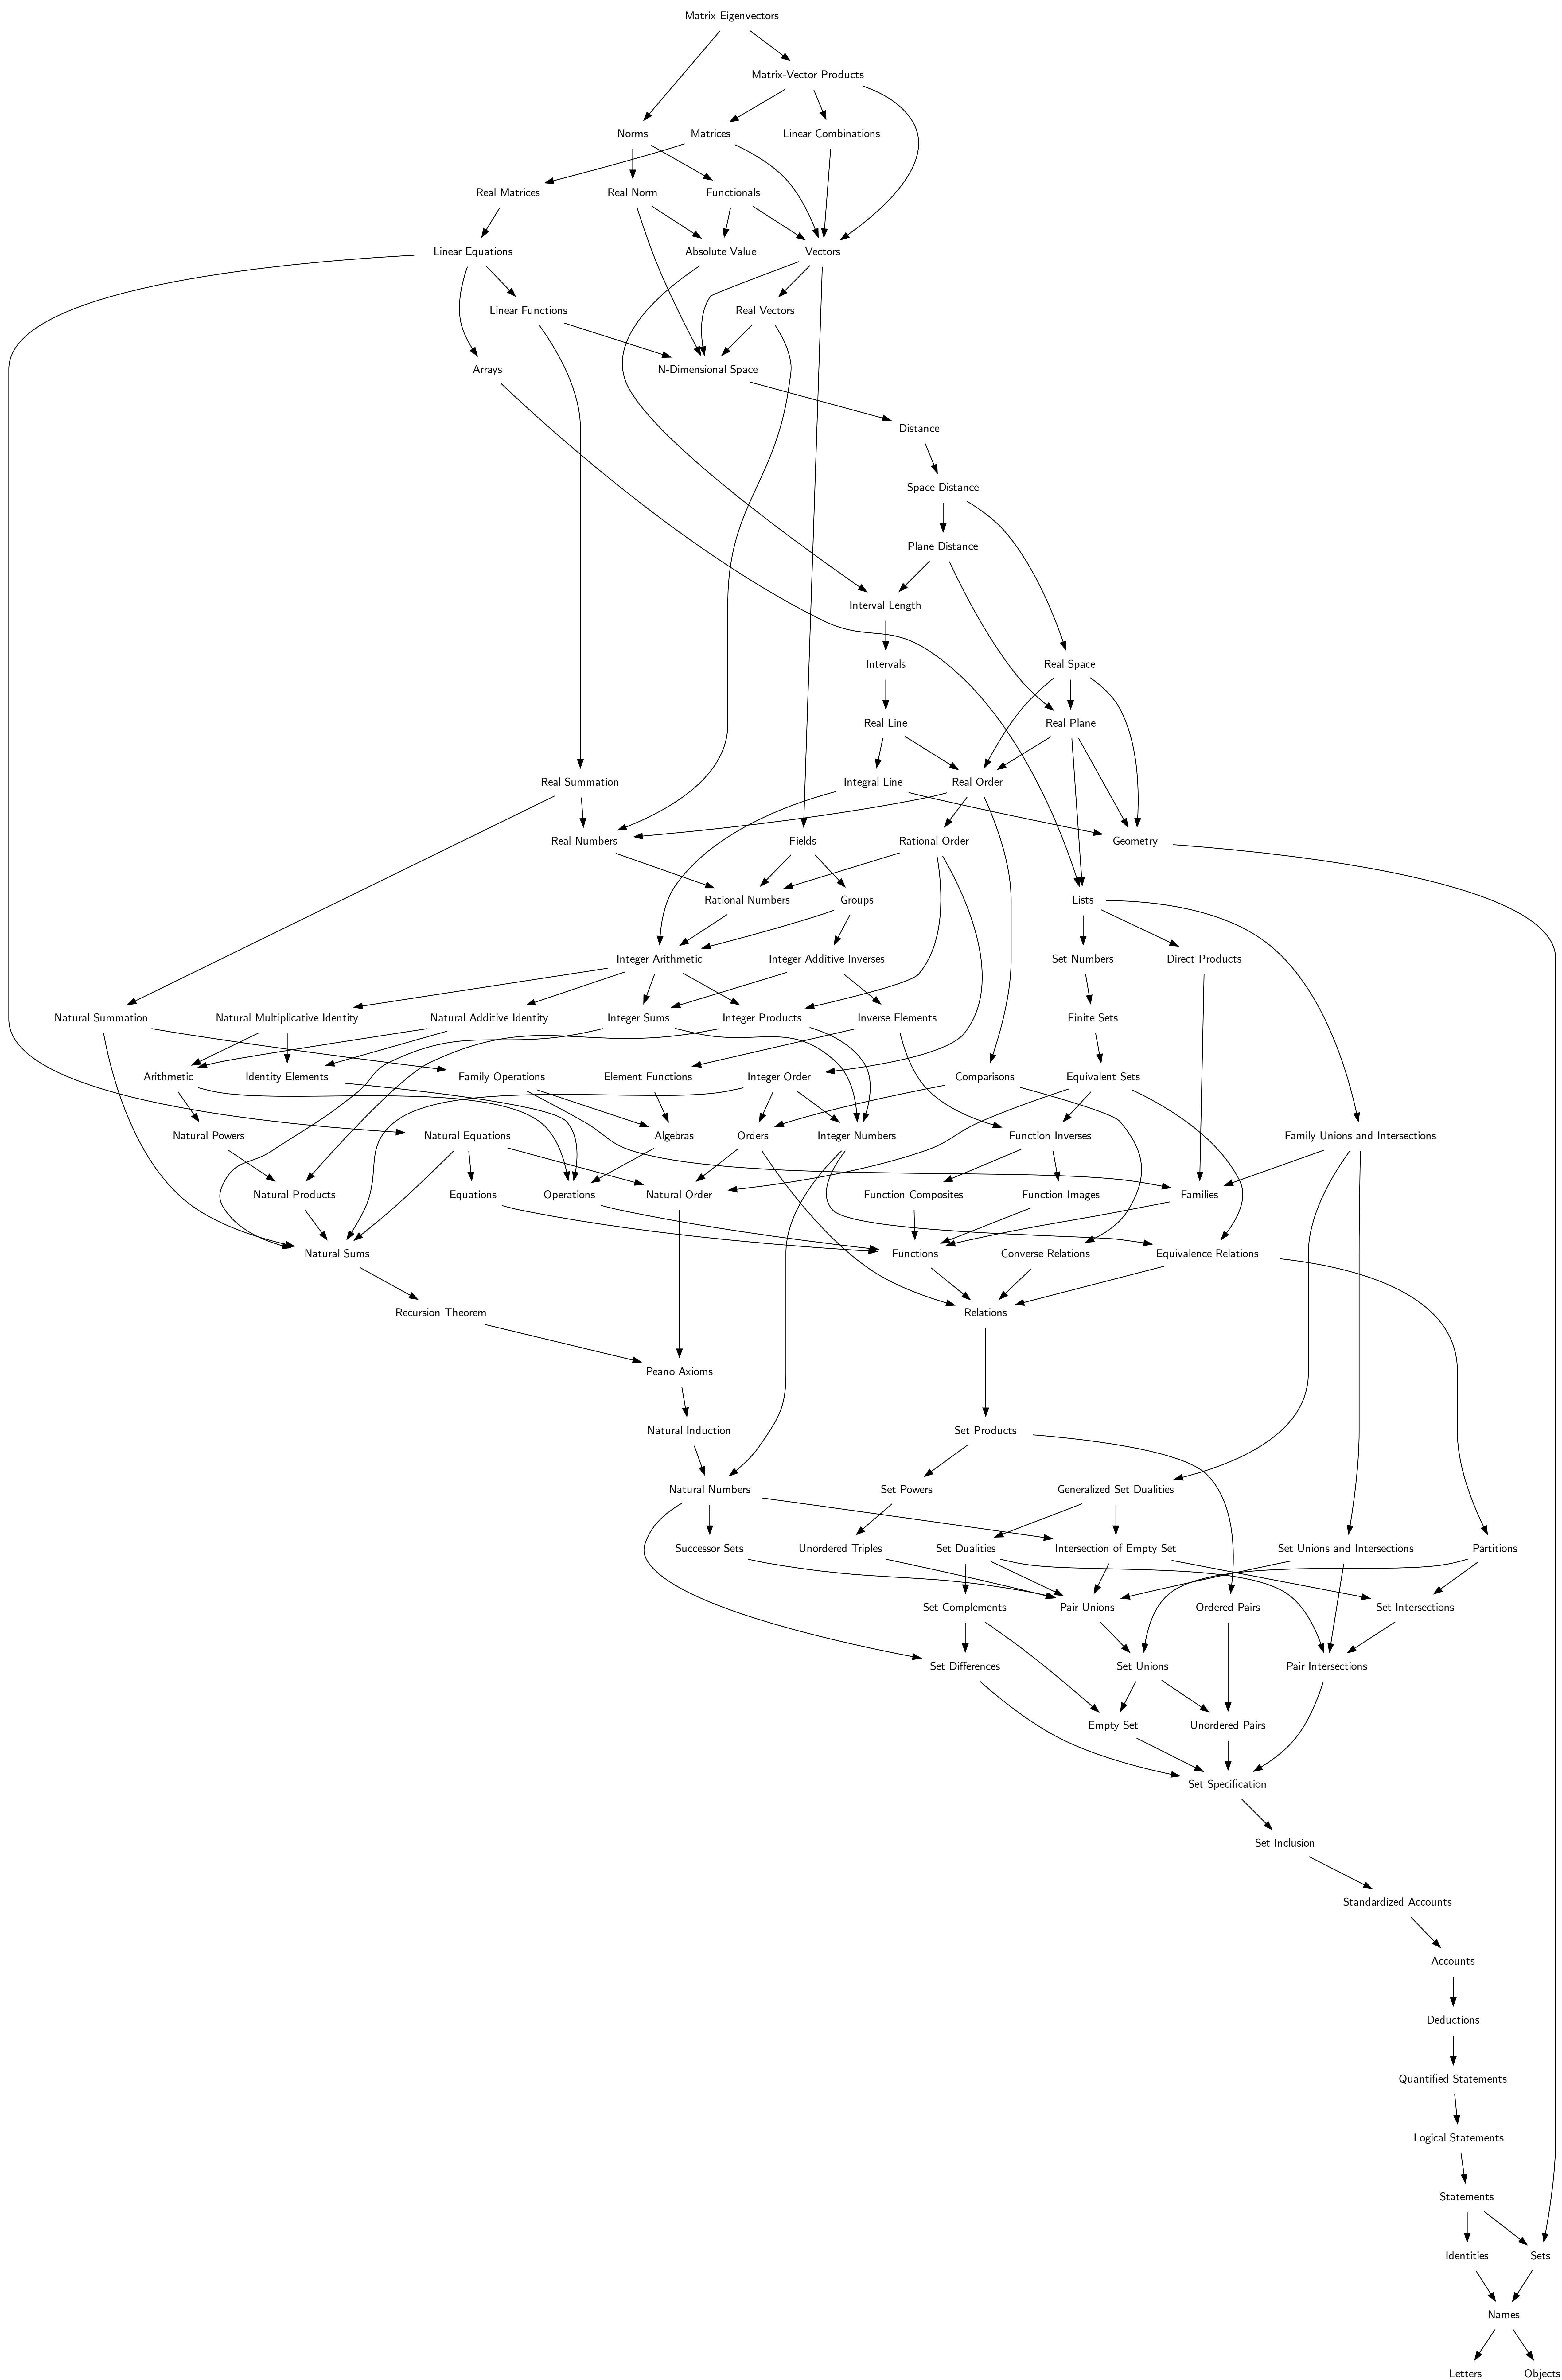 Matrix Eigenvectors
Matrix-Vector Products
Norms
Matrices
Linear Combinations
Real Matrices
Real Norm
Functionals
Linear Equations
Absolute Value
Vectors
Linear Functions
Real Vectors
Arrays
N-Dimensional Space
Distance
Space Distance
Plane Distance
Interval Length
Intervals
Real Space
Real Line
Real Plane
Real Summation
Integral Line
Real Order
Real Numbers
Fields
Rational Order
Geometry
Rational Numbers
Groups
Lists
Integer Arithmetic
Integer Additive Inverses
Set Numbers
Direct Products
Natural Summation
Natural Multiplicative Identity
Natural Additive Identity
Integer Sums
Integer Products
Inverse Elements
Finite Sets
Arithmetic
Identity Elements
Family Operations
Element Functions
Integer Order
Comparisons
Equivalent Sets
Natural Powers
Natural Equations
Algebras
Orders
Integer Numbers
Function Inverses
Family Unions and Intersections
Natural Products
Equations
Operations
Natural Order
Function Composites
Function Images
Families
Natural Sums
Functions
Converse Relations
Equivalence Relations
Recursion Theorem
Relations
Peano Axioms
Natural Induction
Set Products
Natural Numbers
Set Powers
Generalized Set Dualities
Successor Sets
Unordered Triples
Set Dualities
Intersection of Empty Set
Set Unions and Intersections
Partitions
Set Complements
Pair Unions
Ordered Pairs
Set Intersections
Set Differences
Set Unions
Pair Intersections
Empty Set
Unordered Pairs
Set Specification
Set Inclusion
Standardized Accounts
Accounts
Deductions
Quantified Statements
Logical Statements
Statements
Identities
Sets
Names
Letters
Objects